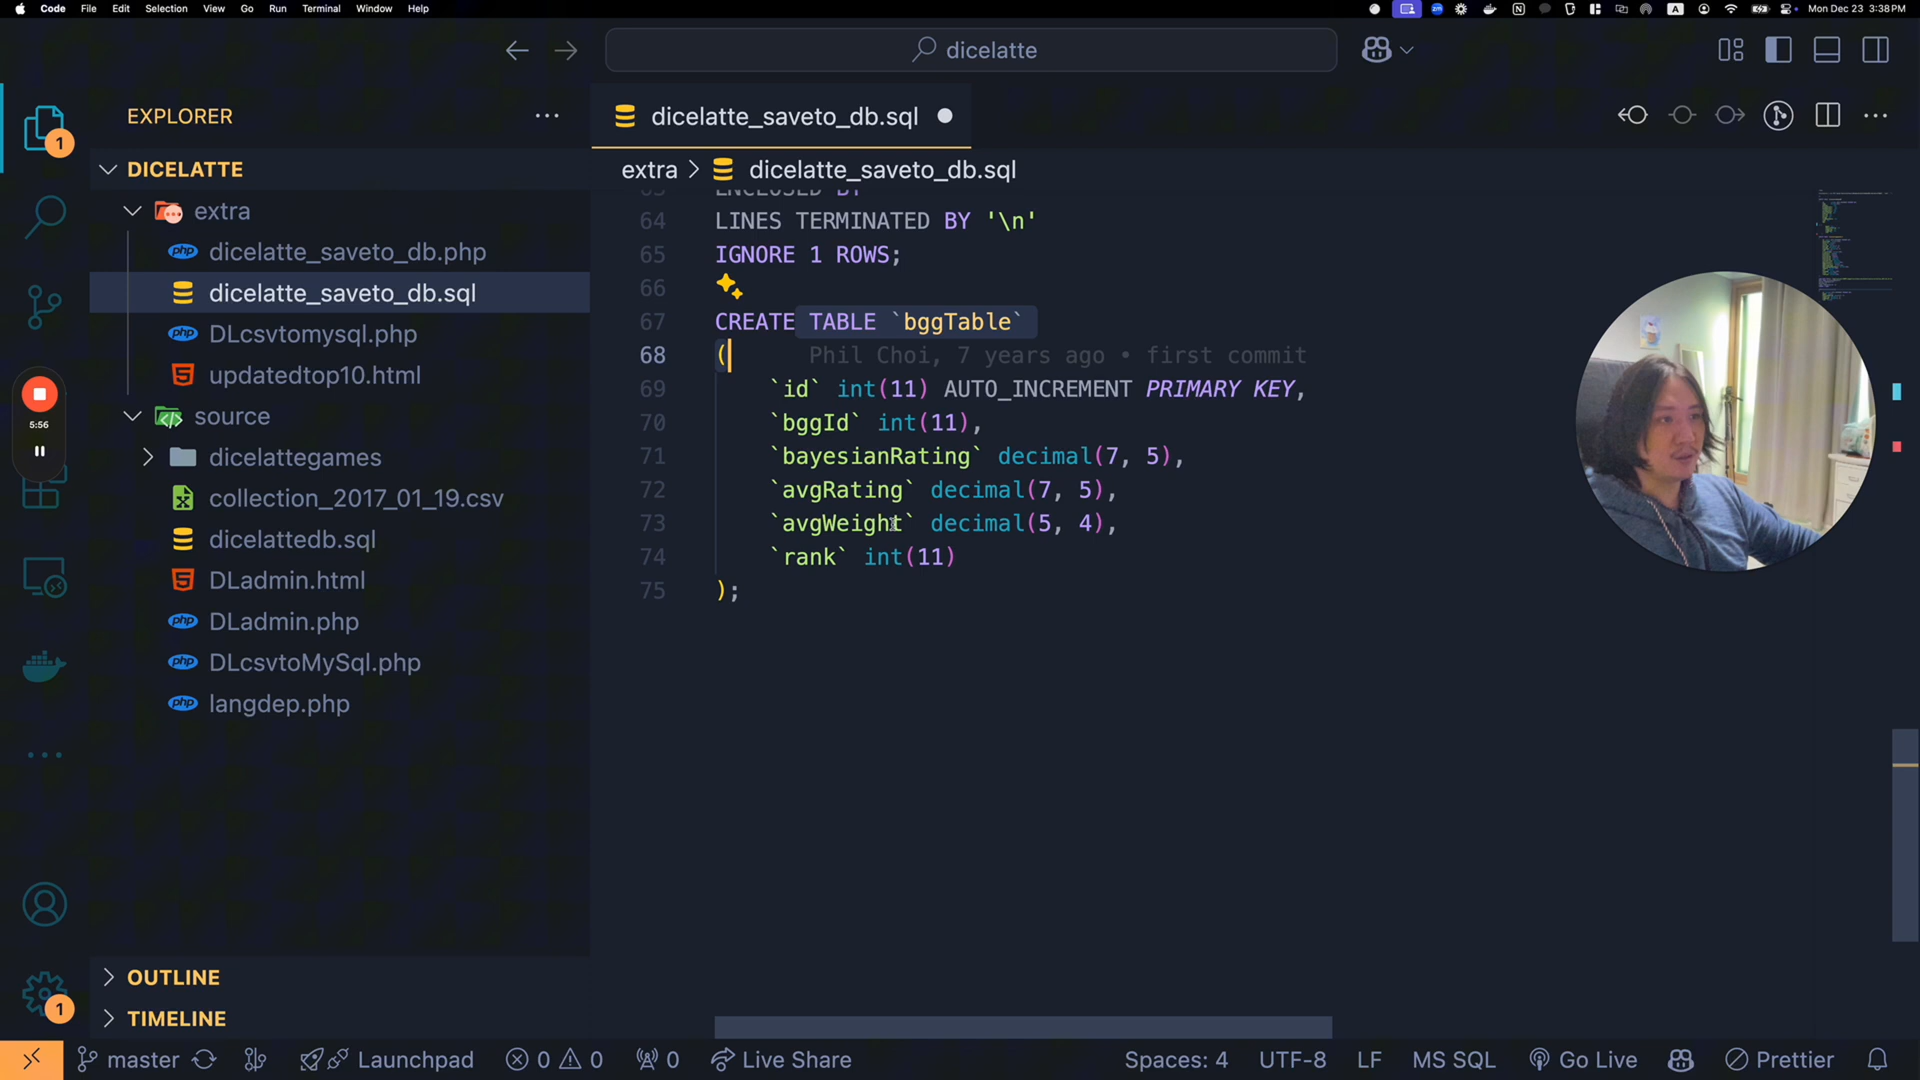 Code File Edit Selection View Go Run Terminal Window Help
A
Mon Dec 23 3:38 PM
dicelatte
EXPLORER
dicelatte_saveto_db.sql
DICELATTE
extra > dicelatte_saveto_db.sql
extra
dicelatte_saveto_db.php
dicelatte_saveto_db.sql
DLcsvtomysql.php
updatedtop10.html
source
dicelattegames
collection_2017_01_19.csv
dicelattedb.sql
DLadmin.html
DLadmin.php
DLcsvtoMySql.php
langdep.php
OUTLINE
TIMELINE
1
5:56
1
ENCLOSED BY
64 LINES TERMINATED BY '\n'
65 IGNORE 1 ROWS;
66
67 CREATE TABLE `bggTable`
68 ( Phil Choi, 7 years ago • first commit
69 `id` int(11) AUTO_INCREMENT PRIMARY KEY,
70 `bggId` int(11),
71 `bayesianRating` decimal(7, 5),
72 `avgRating` decimal(7, 5),
73 `avgWeight` decimal(5, 4),
74 `rank` int(11)
75 );
master Launchpad 0 0 0 Live Share Spaces: 4 UTF-8 LF MS SQL Go Live Prettier